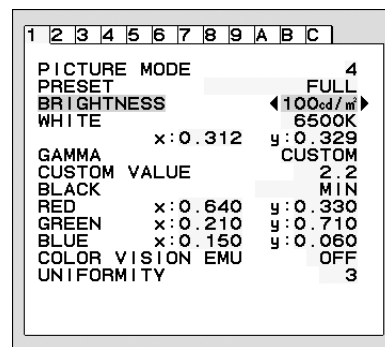 1 2 3 4 5 6 7 8 9 A B C
PICTURE MODE 4
PRESET FULL
BRIGHTNESS ◀100cd/㎡▶
WHITE 6500K
x:0.312 y:0.329
GAMMA CUSTOM
CUSTOM VALUE 2.2
BLACK MIN
RED x:0.640 y:0.330
GREEN x:0.210 y:0.710
BLUE x:0.150 y:0.060
COLOR VISION EMU OFF
UNIFORMITY 3